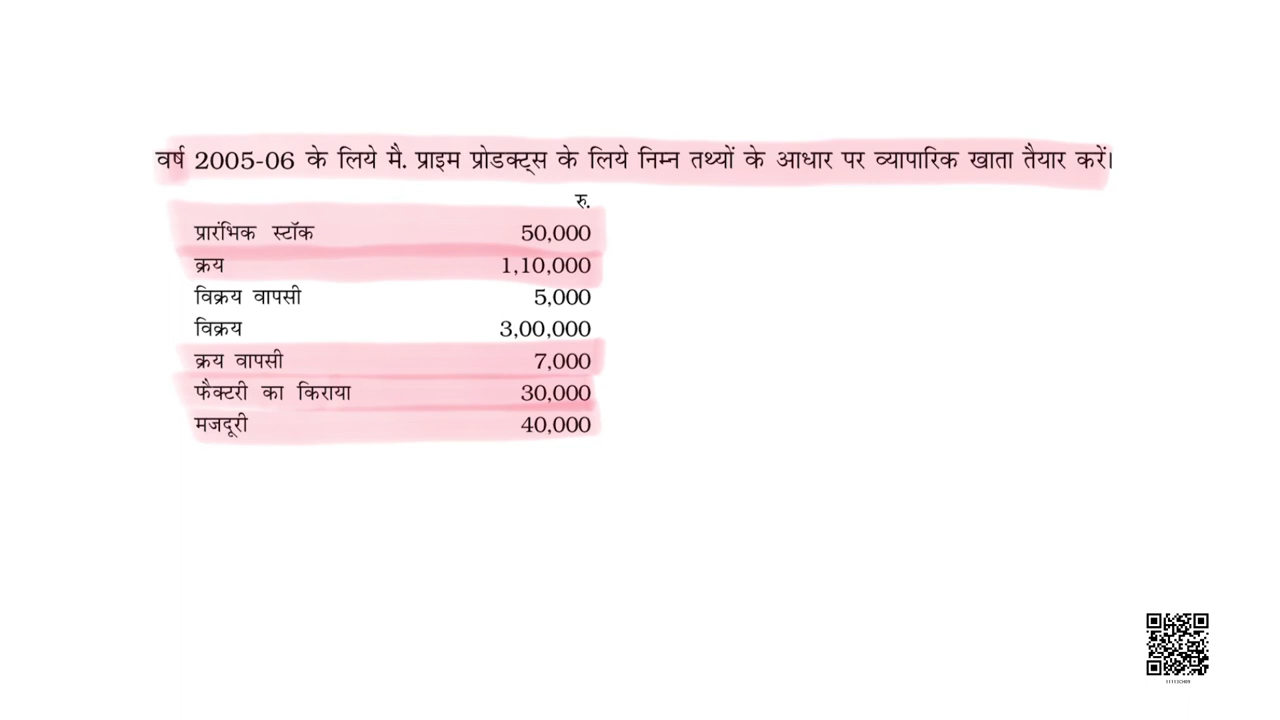 वर्ष 2005-06 के लिये मै. प्राइम प्रोडक्ट्स के लिये निम्न तथ्यों के आधार पर व्यापारिक खाता तैयार करें।
रु.
प्रारंभिक स्टॉक 50,000
क्रय 1,10,000
विक्रय वापसी 5,000
विक्रय 3,00,000
क्रय वापसी 7,000
फैक्टरी का किराया 30,000
मजदूरी 40,000